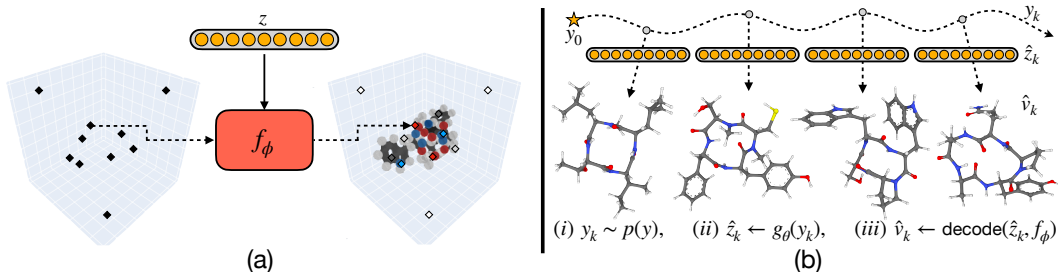 z
f_ϕ
(a)
y_0
y_k
ẑ_k
v̂_k
(i) y_k ∼ p(y), (ii) ẑ_k ← g_θ(y_k), (iii) v̂_k ← decode(ẑ_k, f_ϕ)
(b)